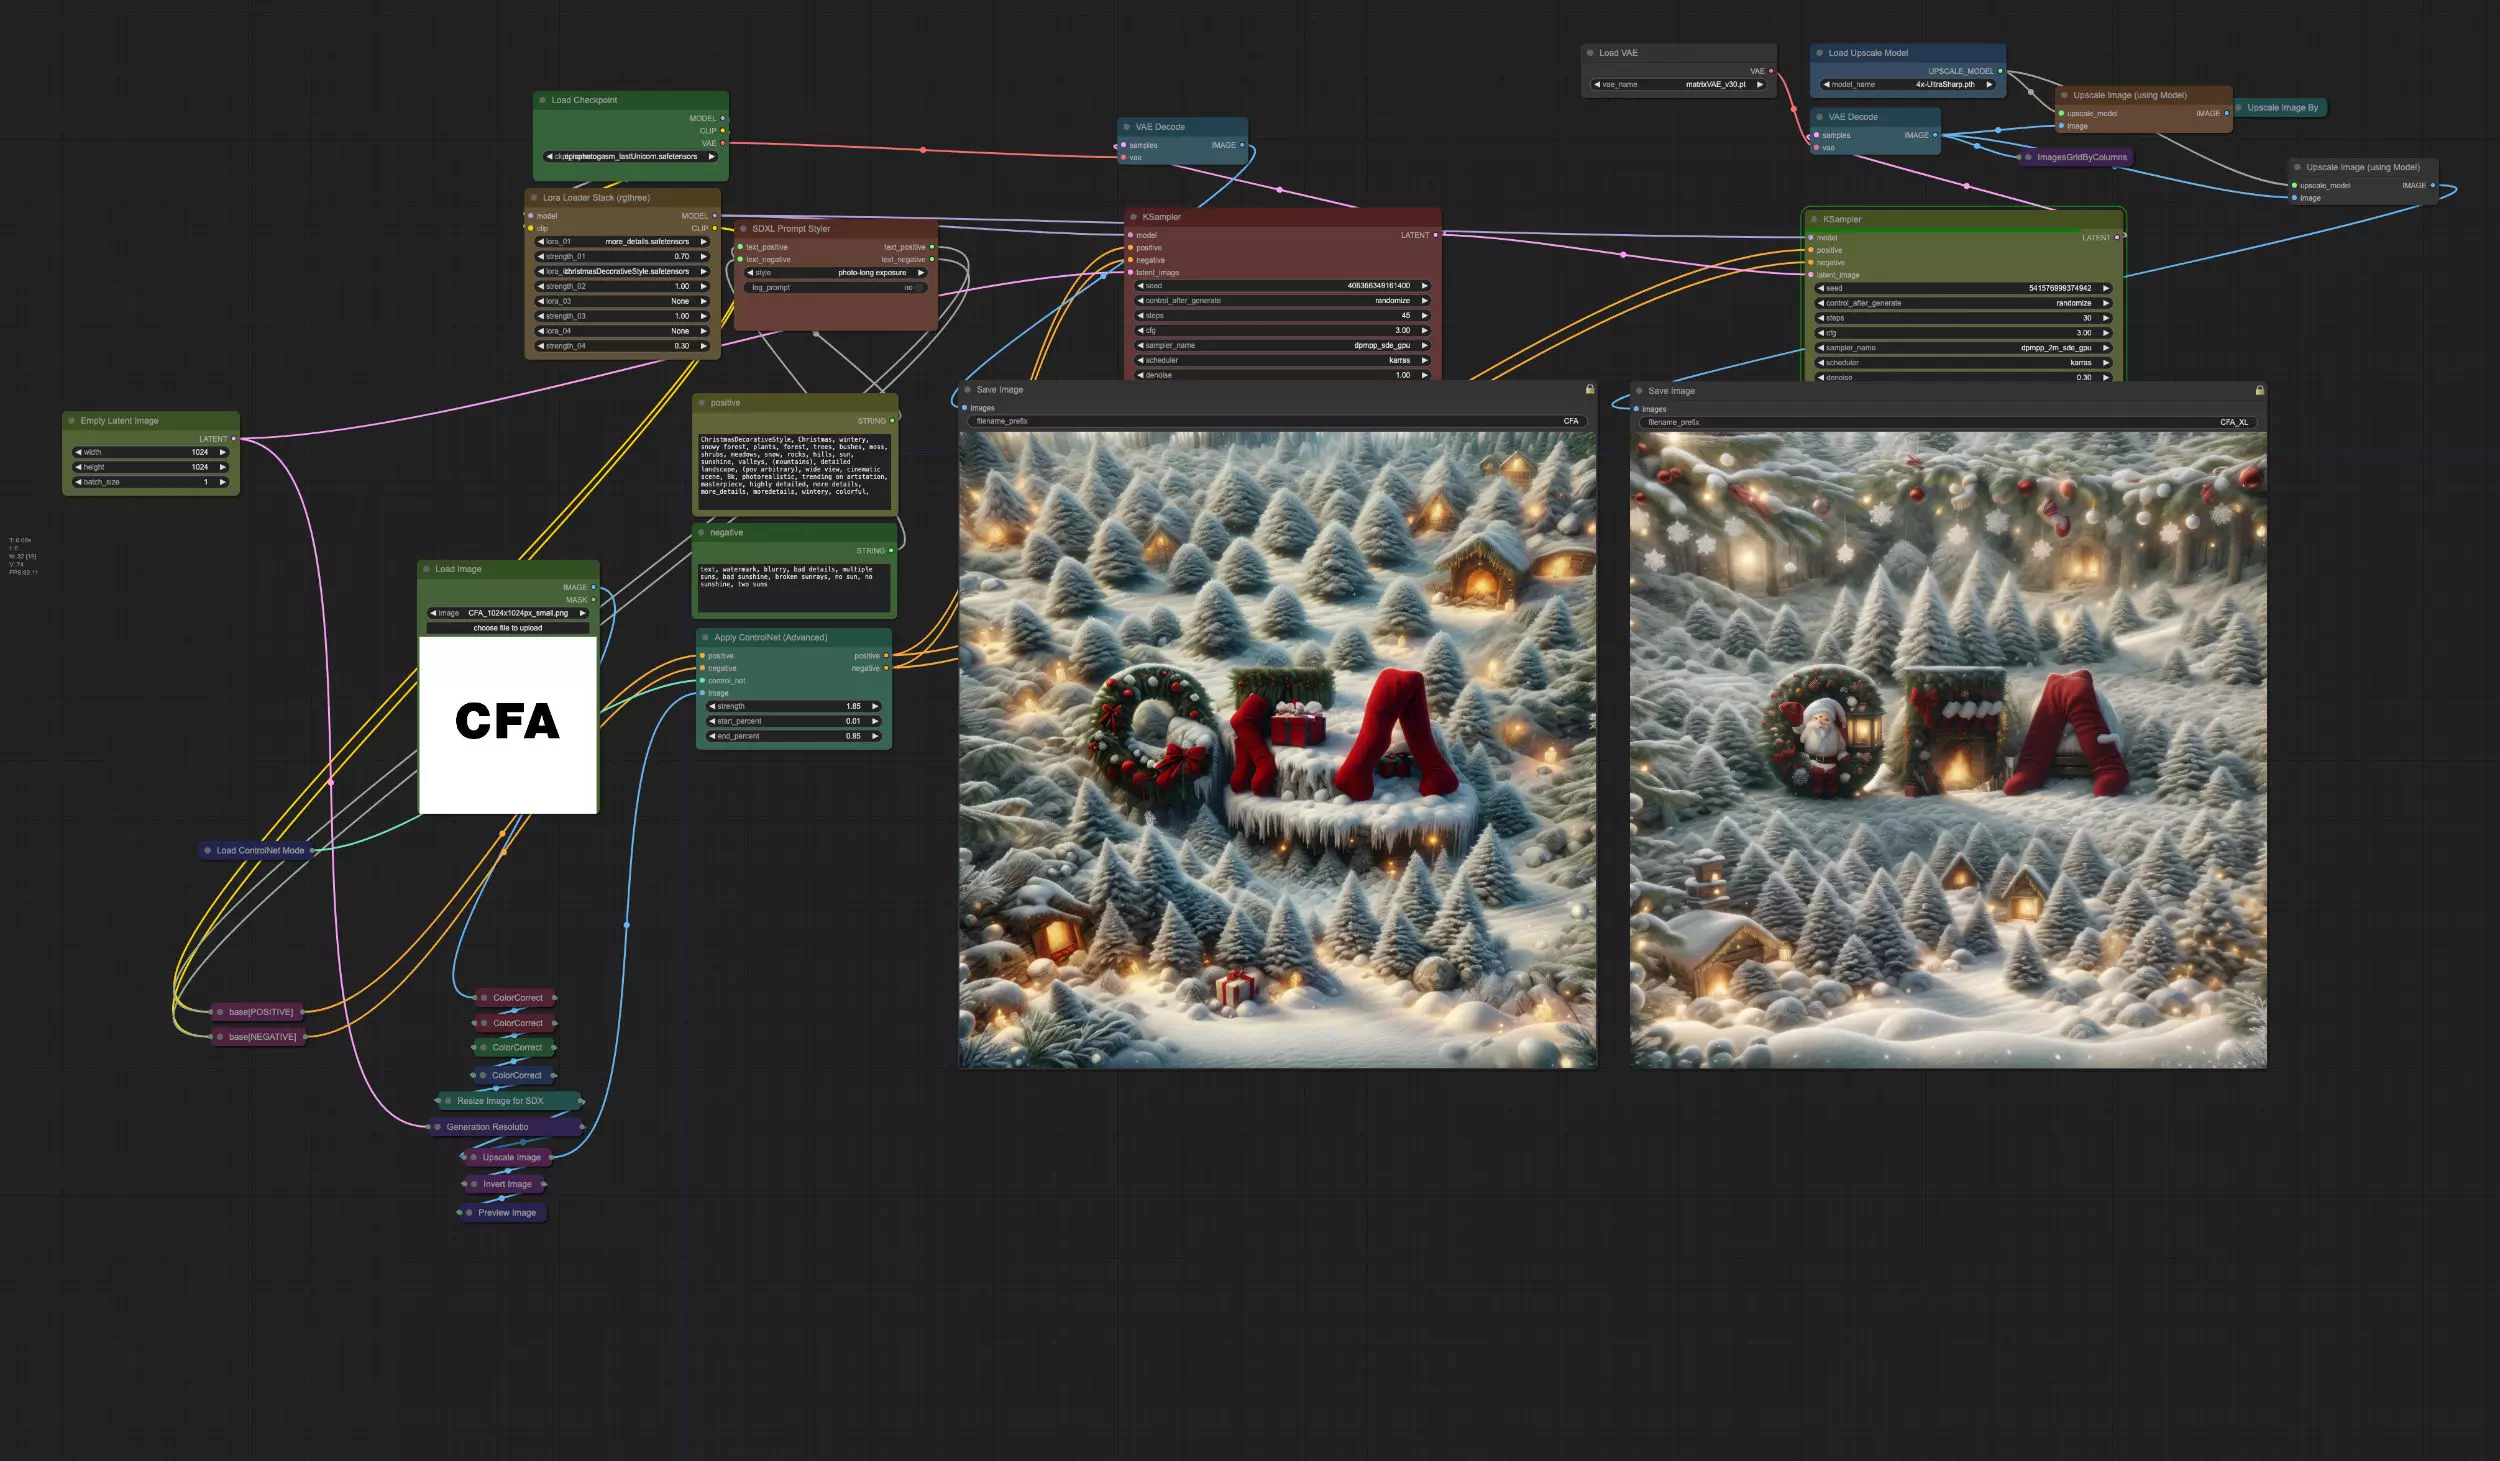 Load Checkpoint
MODEL
CLIP
VAE
Lora Loader Stack (rgthree)
model MODEL
clip CLIP
lora_01 more_details.safetensors
strength_01 0.70
christmasDecorativeStyle.safetensors
strength_02 1.00
lora_03 None
strength_03 1.00
lora_04 None
strength_04 0.30
SDXL Prompt Styler
text_positive text_positive
text_negative text_negative
style photo-long exposure
log_prompt no
Empty Latent Image
LATENT
width 1024
height 1024
batch_size 1
T: 0.00s
I: 0
N: 32 [15]
V: 74
FPS:62.11
positive
STRING
ChristmasDecorativeStyle, Christmas, wintery,
snowy forest, plants, forest, trees, bushes, moss,
shrubs, meadows, snow, rocks, hills, sun,
sunshine, valleys, (mountains), detailed
landscape, (pov arbitrary), wide view, cinematic
scene, 8k, photorealistic, trending on artstation,
masterpiece, highly detailed, more details,
more_details, moredetails, wintery, colorful,
negative
STRING
text, watermark, blurry, bad details, multiple
suns, bad sunshine, broken sunrays, no sun, no
sunshine, two suns
Load Image
IMAGE
MASK
image CFA_1024x1024px_small.png
choose file to upload
CFA
Apply ControlNet (Advanced)
positive positive
negative negative
control_net
image
strength 1.85
start_percent 0.01
end_percent 0.95
Load ControlNet Mode
base[POSITIVE]
base[NEGATIVE]
ColorCorrect
ColorCorrect
ColorCorrect
ColorCorrect
Resize Image for SDX
Generation Resolutio
Upscale Image
Invert Image
Preview Image
VAE Decode
samples IMAGE
vae
KSampler
model LATENT
positive
negative
latent_image
seed 406366349161400
control_after_generate randomize
steps 45
cfg 3.00
sampler_name dpmpp_sde_gpu
scheduler karras
denoise 1.00
Save Image
images
filename_prefix CFA
CFA
Load VAE
VAE
vae_name matrixVAE_v30.pt
Load Upscale Model
UPSCALE_MODEL
model_name 4x-UltraSharp.pth
VAE Decode
samples IMAGE
vae
Upscale Image (using Model)
upscale_model IMAGE
image
Upscale Image By
ImagesGridByColumns
Upscale Image (using Model)
upscale_model IMAGE
image
KSampler
model LATENT
positive
negative
latent_image
seed 541576999374942
control_after_generate randomize
steps 30
cfg 3.00
sampler_name dpmpp_2m_sde_gpu
scheduler karras
denoise 0.30
Save Image
images
filename_prefix CFA_XL